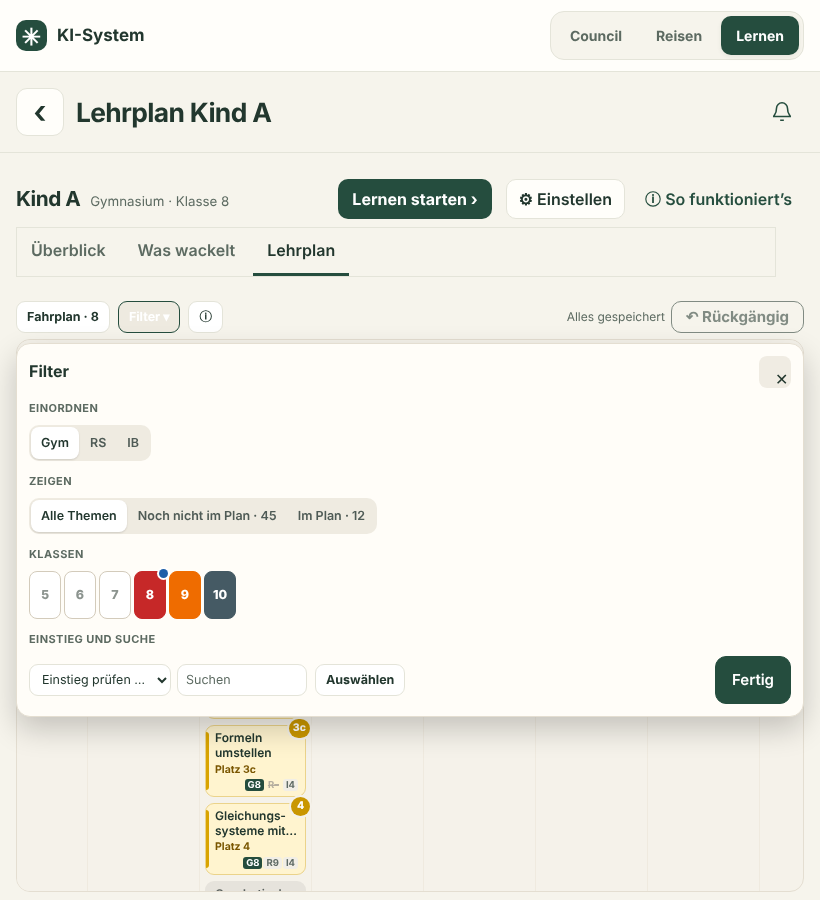 KI-System
Council Reisen Lernen
‹ Lehrplan Kind A
Kind A Gymnasium · Klasse 8 Lernen starten › ⚙ Einstellen ⓘ So funktioniert’s
Überblick Was wackelt Lehrplan
Fahrplan · 8 Filter ▾ ⓘ Alles gespeichert ↶ Rückgängig
Filter ✕
EINORDNEN
Gym RS IB
ZEIGEN
Alle Themen Noch nicht im Plan · 45 Im Plan · 12
KLASSEN
5 6 7 8 9 10
EINSTIEG UND SUCHE
Einstieg prüfen ... Suchen Auswählen Fertig
3c
Formeln
umstellen
Platz 3c
G8 R– I4
4
Gleichungs-
systeme mit...
Platz 4
G8 R9 I4